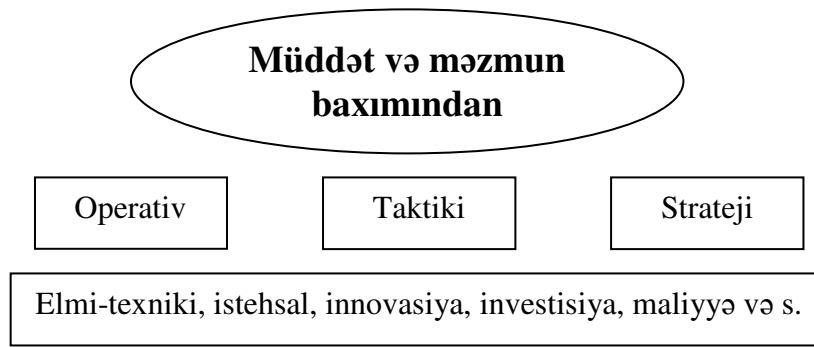 Müddət və məzmun
baxımından
Operativ
Taktiki
Strateji
Elmi-texniki, istehsal, innovasiya, investisiya, maliyyə və s.